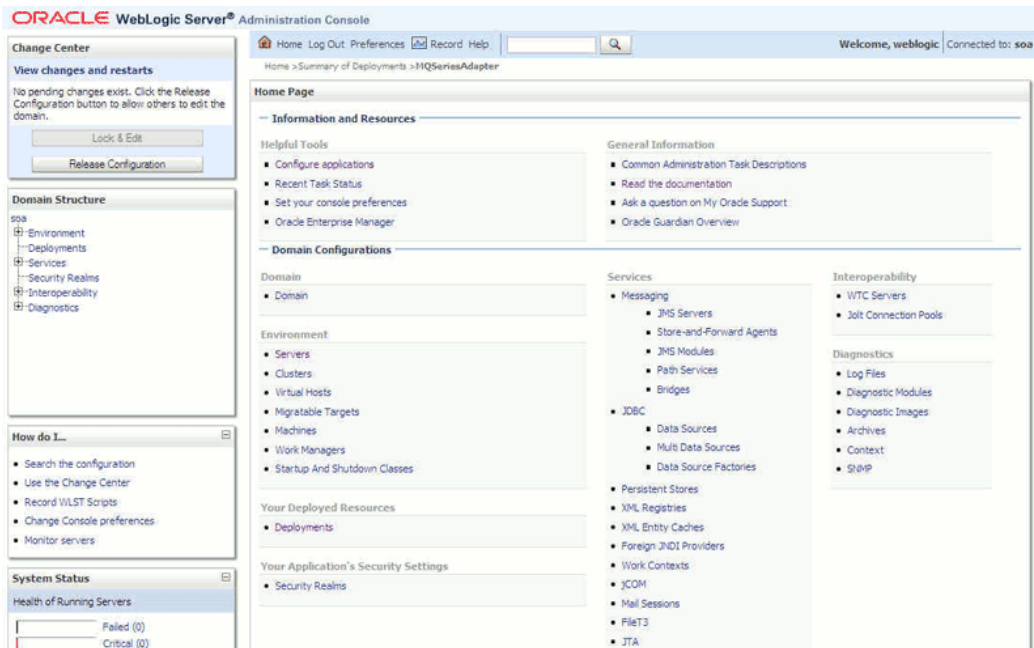 ORACLE WebLogic Server® Administration Console
Change Center
View changes and restarts
No pending changes exist. Click the Release
Configuration button to allow others to edit the
domain.
Lock & Edit
Release Configuration
Domain Structure
soa
Environment
Deployments
Services
Security Realms
Interoperability
Diagnostics
How do I...
Search the configuration
Use the Change Center
Record WLST Scripts
Change Console preferences
Monitor servers
System Status
Health of Running Servers
Failed (0)
Critical (0)
Home Log Out Preferences Record Help
Welcome, weblogic Connected to: soa
Home >Summary of Deployments >MQSeriesAdapter
Home Page
Information and Resources
Helpful Tools
Configure applications
Recent Task Status
Set your console preferences
Oracle Enterprise Manager
General Information
Common Administration Task Descriptions
Read the documentation
Ask a question on My Oracle Support
Oracle Guardian Overview
Domain Configurations
Domain
Domain
Environment
Servers
Clusters
Virtual Hosts
Migratable Targets
Machines
Work Managers
Startup And Shutdown Classes
Your Deployed Resources
Deployments
Your Application's Security Settings
Security Realms
Services
Messaging
JMS Servers
Store-and-Forward Agents
JMS Modules
Path Services
Bridges
JDBC
Data Sources
Multi Data Sources
Data Source Factories
Persistent Stores
XML Registries
XML Entity Caches
Foreign JNDI Providers
Work Contexts
jCOM
Mail Sessions
FileT3
JTA
Interoperability
WTC Servers
Jolt Connection Pools
Diagnostics
Log Files
Diagnostic Modules
Diagnostic Images
Archives
Context
SNMP